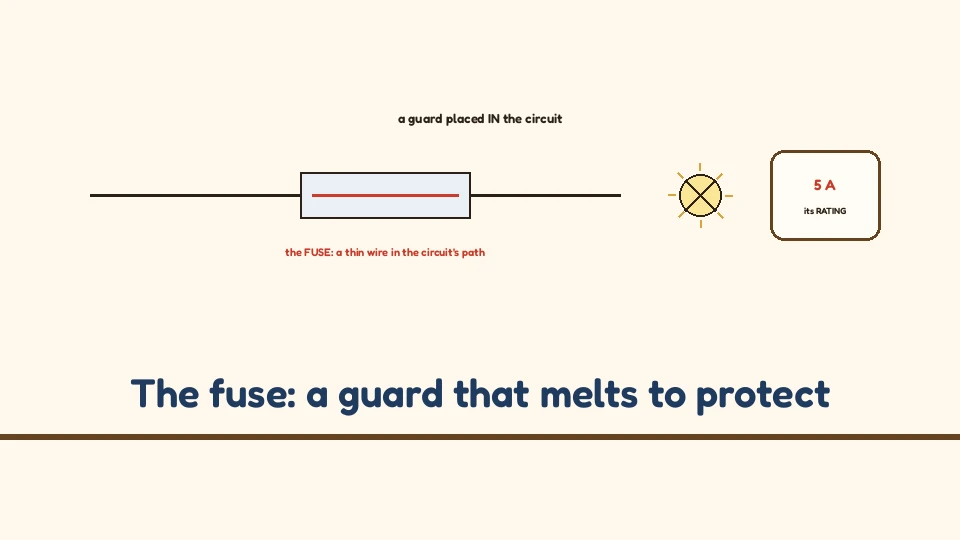 a guard placed IN the circuit
5 A
its RATING
the FUSE: a thin wire in the circuit's path
The fuse: a guard that melts to protect